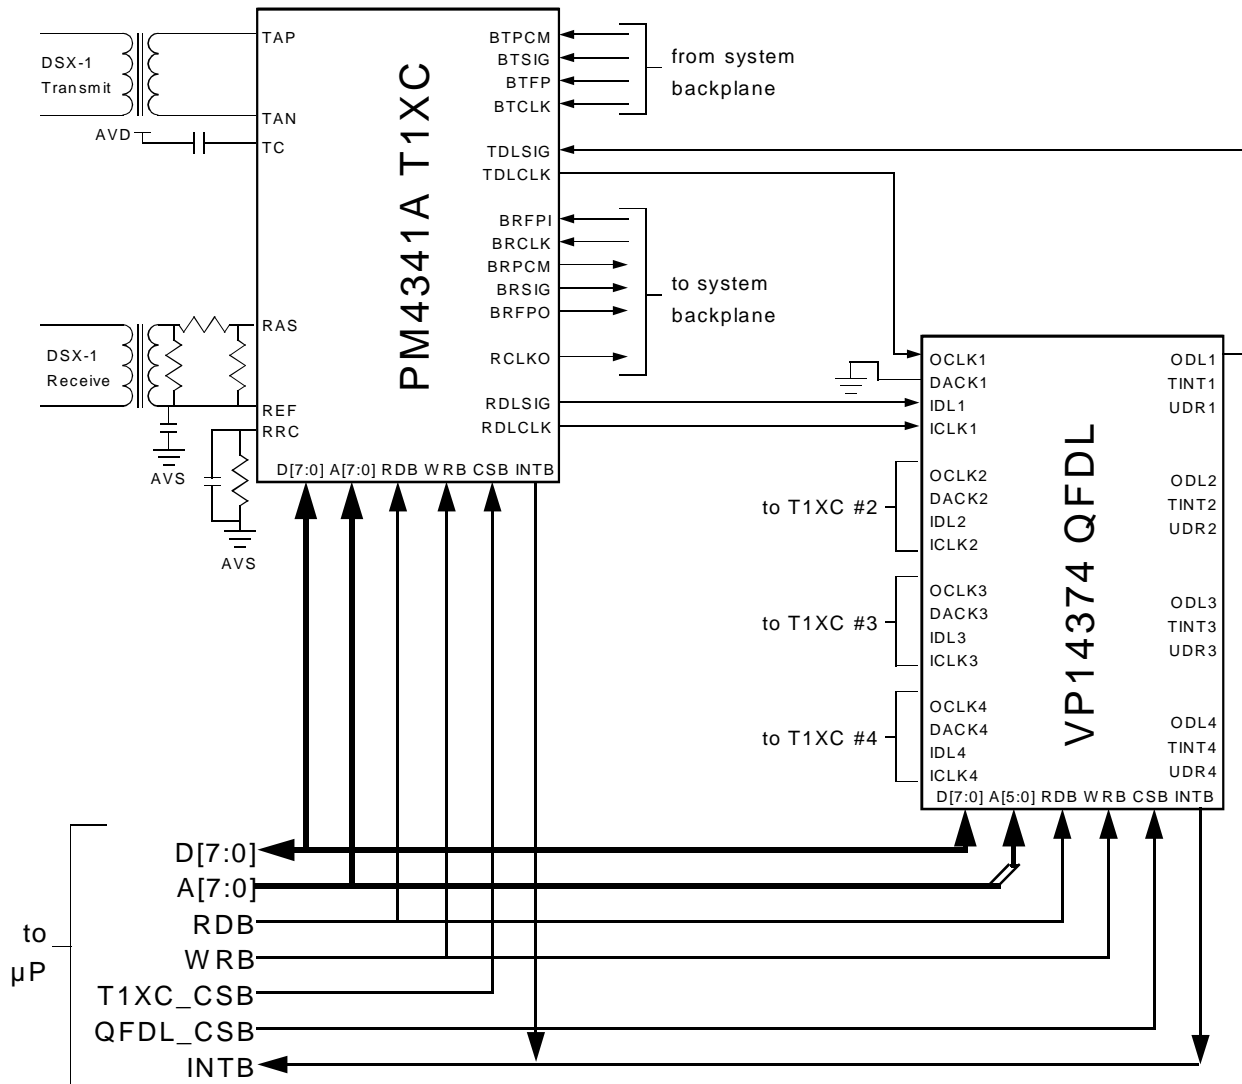 DSX-1
Transmit
AVD
TAP
TAN
TC
PM4341A T1XC
BTPCM
BTSIG
BTFP
BTCLK
from system
backplane
TDLSIG
TDLCLK
BRFPI
BRCLK
BRPCM
BRSIG
BRFPO
RCLKO
to system
backplane
RDLSIG
RDLCLK
DSX-1
Receive
RAS
REF
RRC
AVS
AVS
D[7:0] A[7:0] RDB WRB CSB INTB
OCLK1
DACK1
IDL1
ICLK1
to T1XC #2
OCLK2
DACK2
IDL2
ICLK2
to T1XC #3
OCLK3
DACK3
IDL3
ICLK3
to T1XC #4
OCLK4
DACK4
IDL4
ICLK4
VP14374 QFDL
ODL1
TINT1
UDR1
ODL2
TINT2
UDR2
ODL3
TINT3
UDR3
ODL4
TINT4
UDR4
D[7:0] A[5:0] RDB WRB CSB INTB
to
µP
D[7:0]
A[7:0]
RDB
WRB
T1XC_CSB
QFDL_CSB
INTB